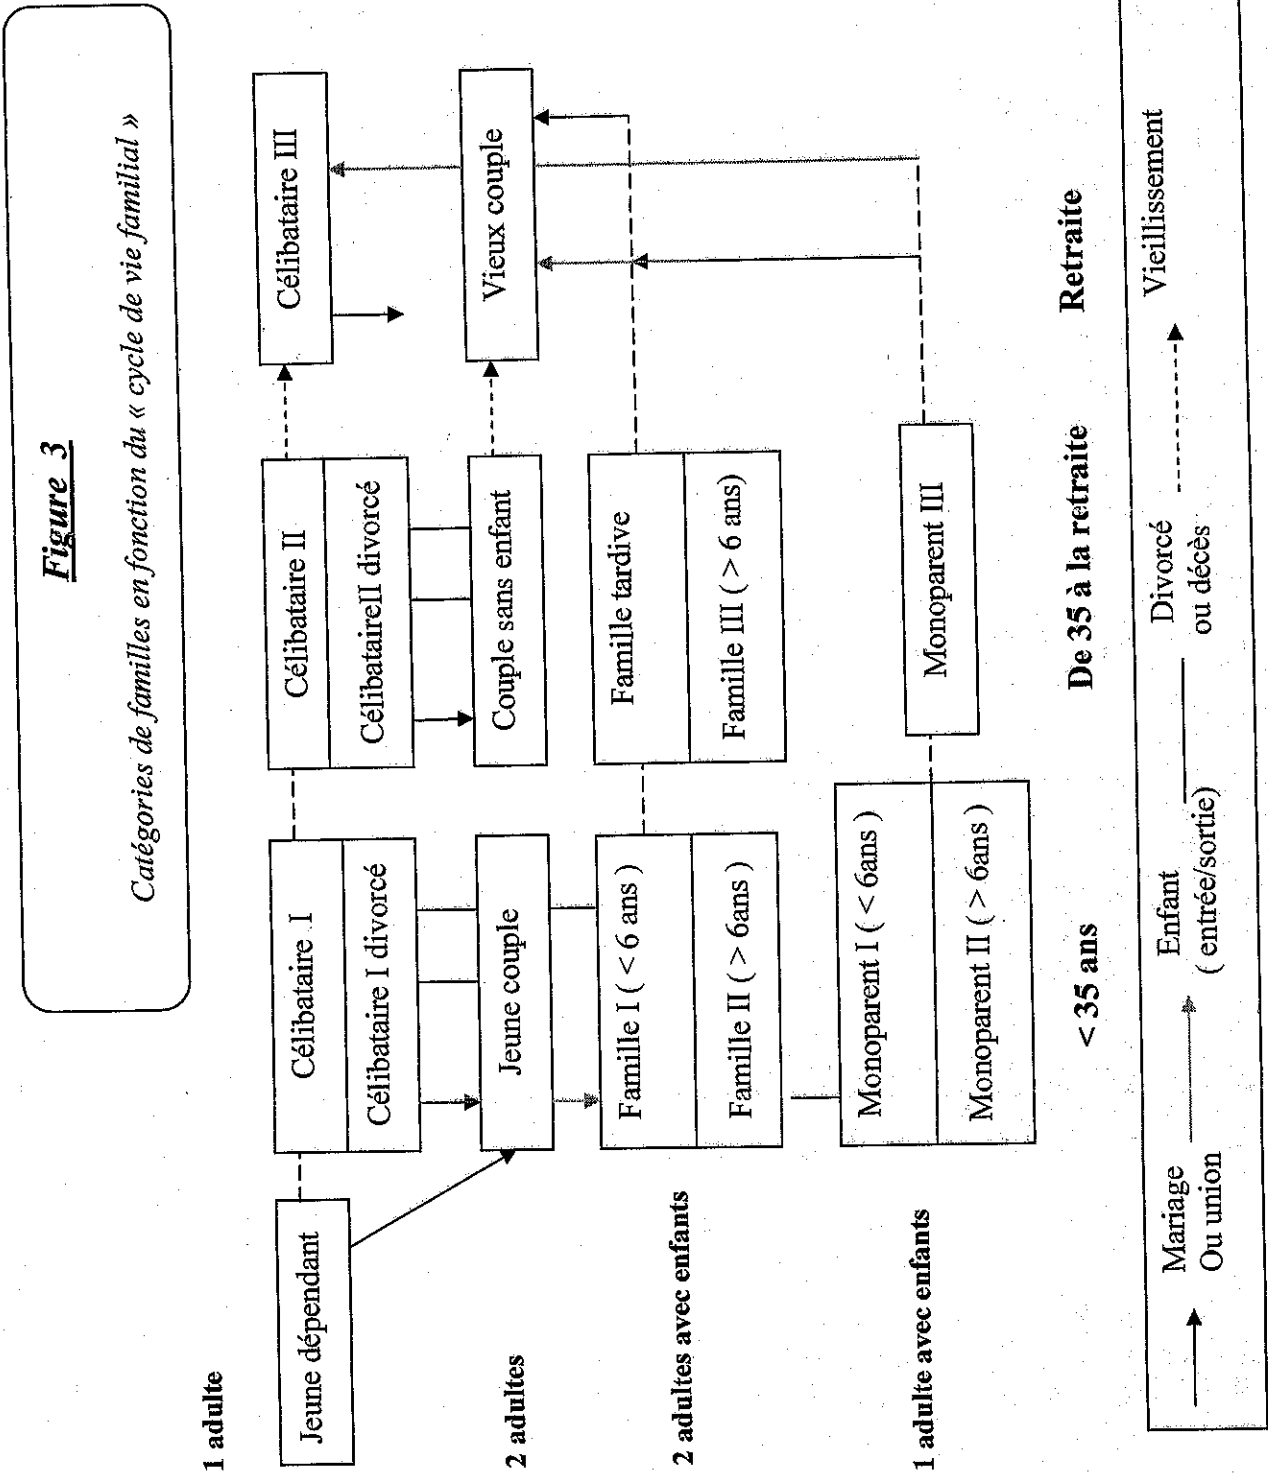 Figure 3
Catégories de familles en fonction du « cycle de vie familial »
1 adulte
Jeune dépendant
Célibataire I
Célibataire I divorcé
Célibataire II
CélibataireII divorcé
Célibataire III
2 adultes
Jeune couple
Couple sans enfant
Vieux couple
2 adultes avec enfants
Famille I ( < 6 ans )
Famille II ( > 6ans )
Famille tardive
Famille III ( > 6 ans)
1 adulte avec enfants
Monoparent I ( < 6ans )
Monoparent II ( > 6ans )
Monoparent III
< 35 ans
De 35 à la retraite
Retraite
Mariage
Ou union
Enfant
( entrée/sortie)
Divorcé
ou décès
Vieillissement